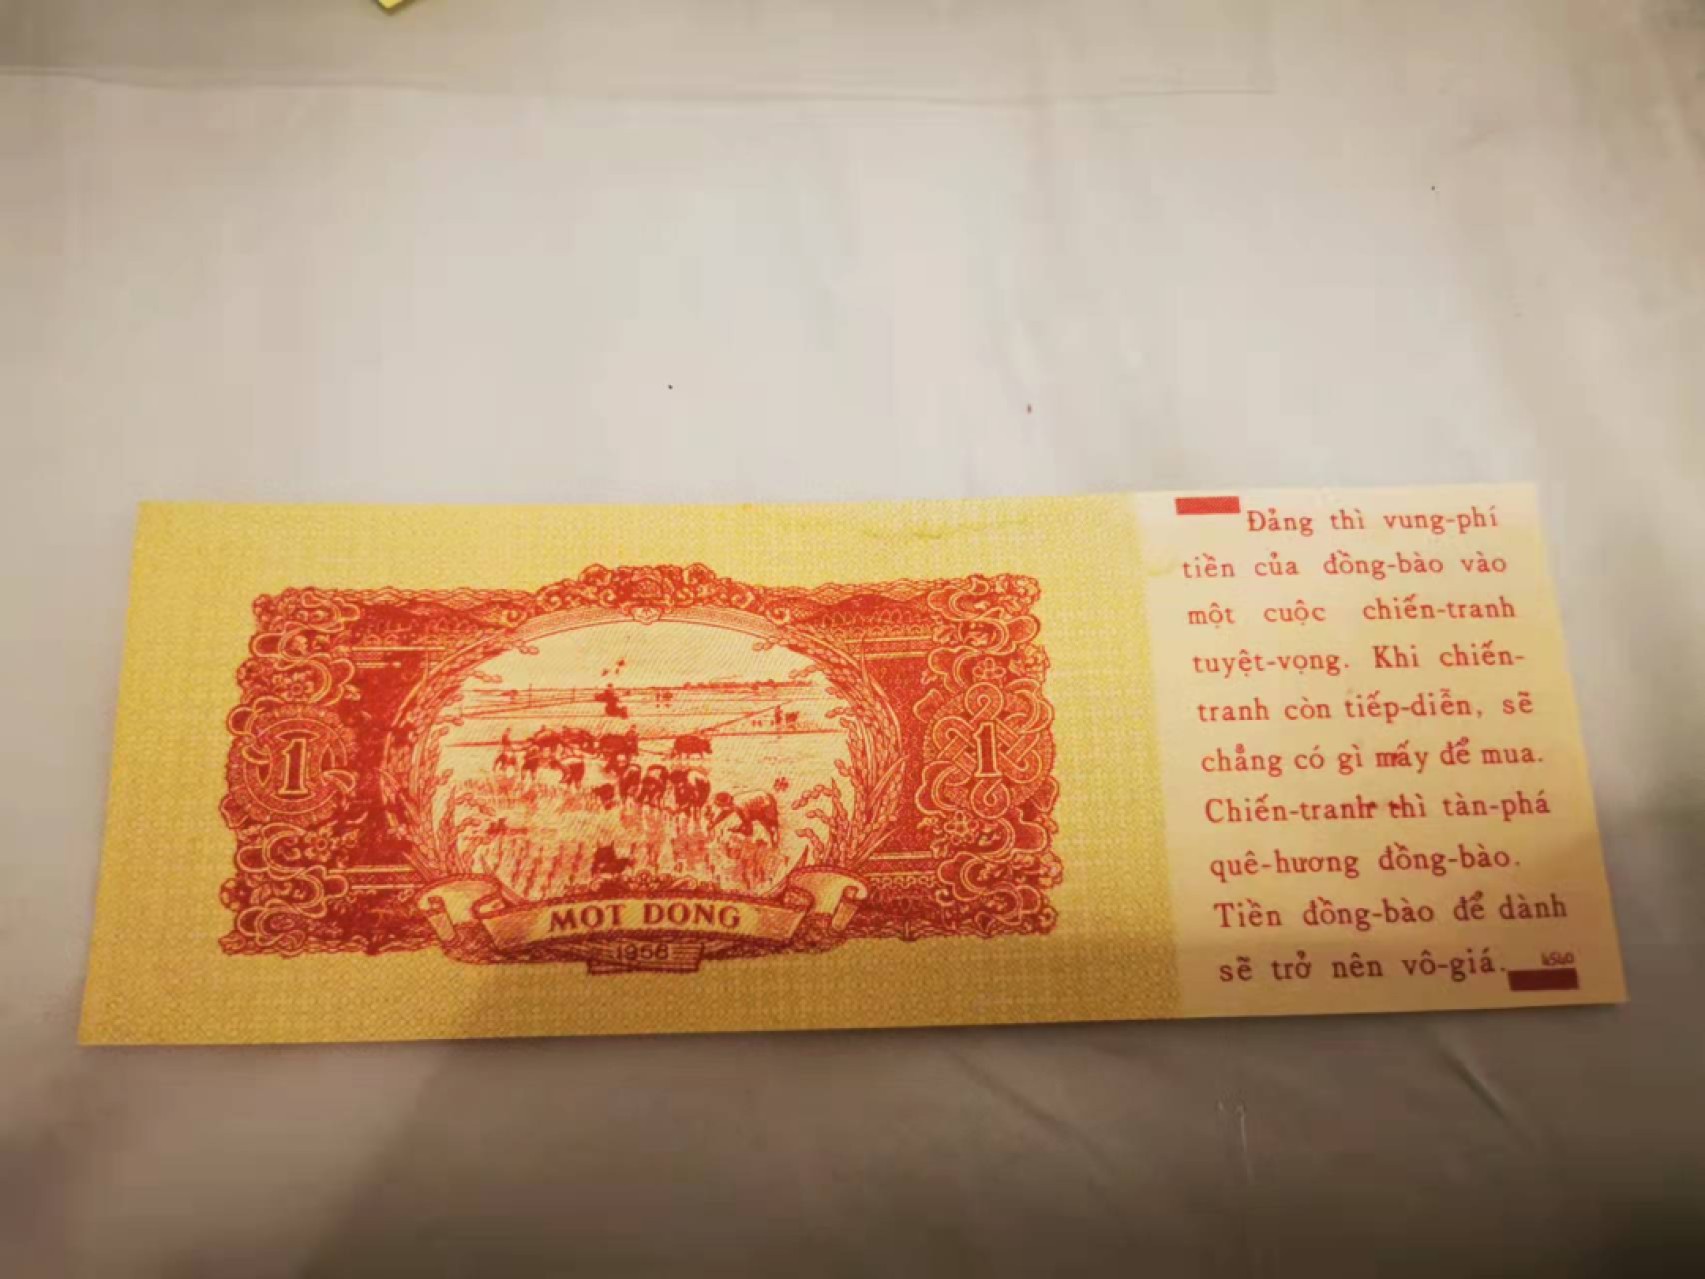 1
1
MOT DONG
1958
Đảng thì vung-phí
tiền của đồng-bào vào
một cuộc chiến-tranh
tuyệt-vọng. Khi chiến-
tranh còn tiếp-diễn, sẽ
chẳng có gì mấy để mua.
Chiến-tranh thì tàn-phá
quê-hương đồng-bào.
Tiền đồng-bào để dành
sẽ trở nên vô-giá.
4540